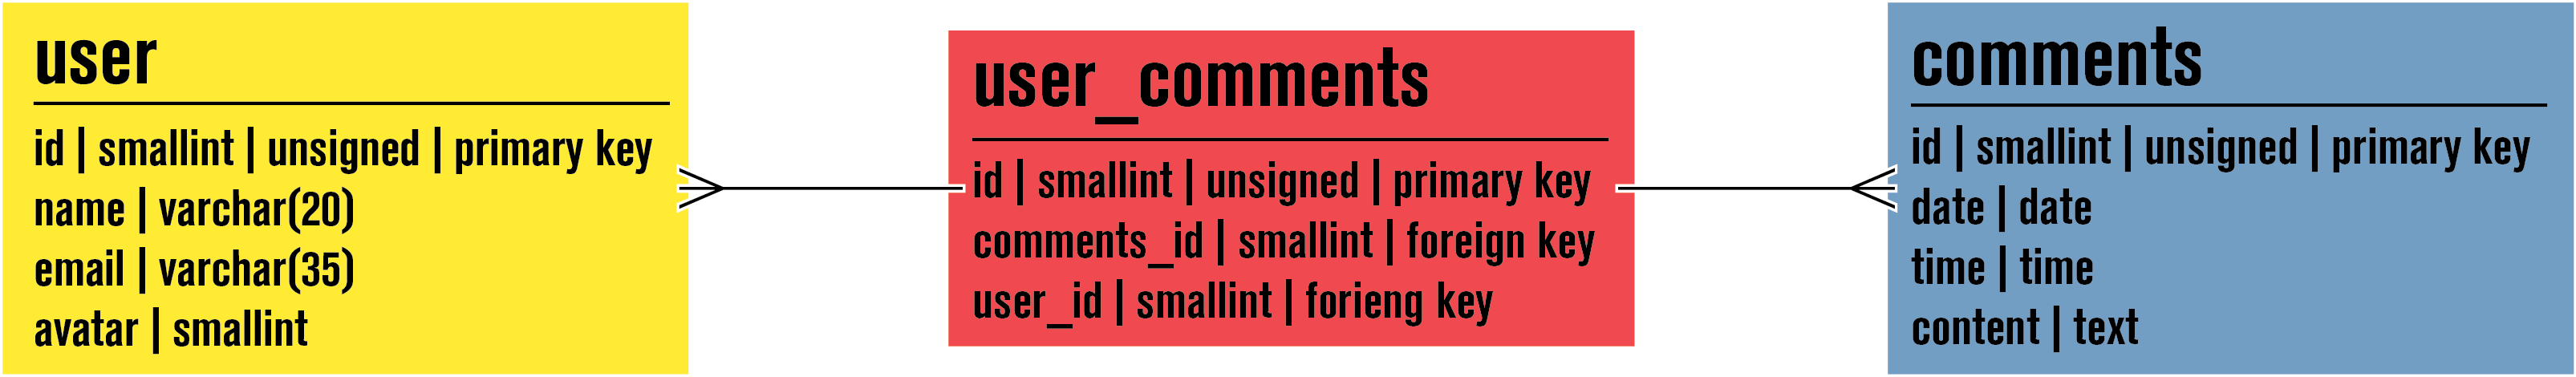 user
id | smallint | unsigned | primary key
name | varchar(20)
email | varchar(35)
avatar | smallint
user_comments
id | smallint | unsigned | primary key
comments_id | smallint | foreign key
user_id | smallint | forieng key
comments
id | smallint | unsigned | primary key
date | date
time | time
content | text